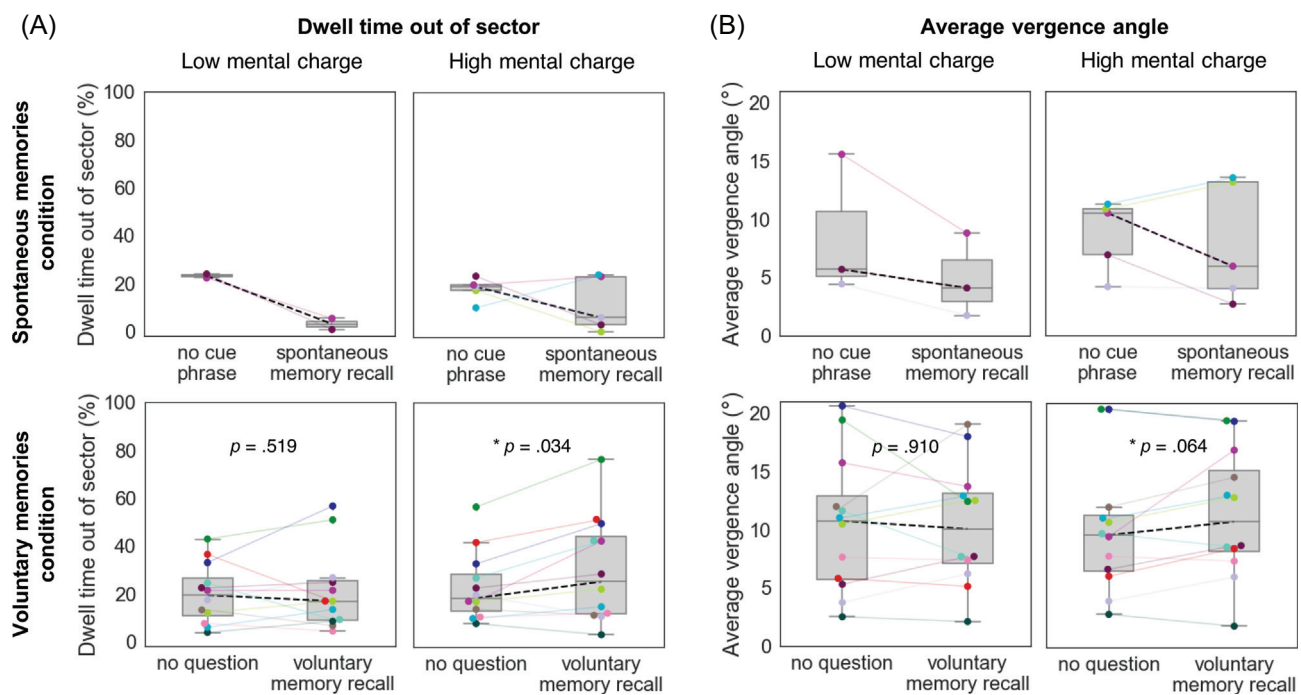 (A)
Dwell time out of sector
Low mental charge
High mental charge
Spontaneous memories
condition
Dwell time out of sector (%)
100
80
60
40
20
0
no cue
phrase
spontaneous
memory recall
no cue
phrase
spontaneous
memory recall
Voluntary memories
condition
Dwell time out of sector (%)
100
80
60
40
20
0
p = .519
* p = .034
no question
voluntary
memory recall
no question
voluntary
memory recall
(B)
Average vergence angle
Low mental charge
High mental charge
Average vergence angle (°)
20
15
10
5
0
no cue
phrase
spontaneous
memory recall
no cue
phrase
spontaneous
memory recall
Average vergence angle (°)
20
15
10
5
0
p = .910
* p = .064
no question
voluntary
memory recall
no question
voluntary
memory recall